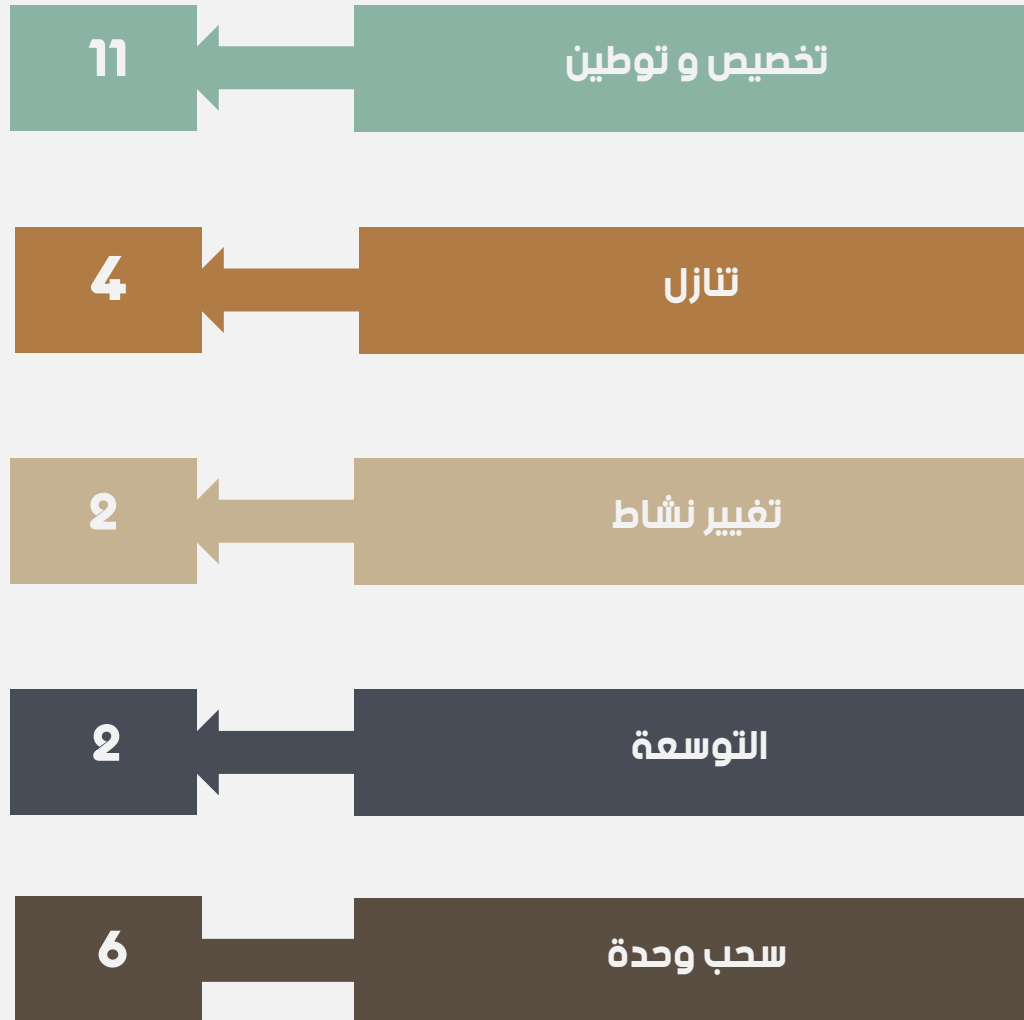 تخصيص و توطين
11
تنازل
4
تغيير نشاط
2
التوسعة
2
سحب وحدة
6